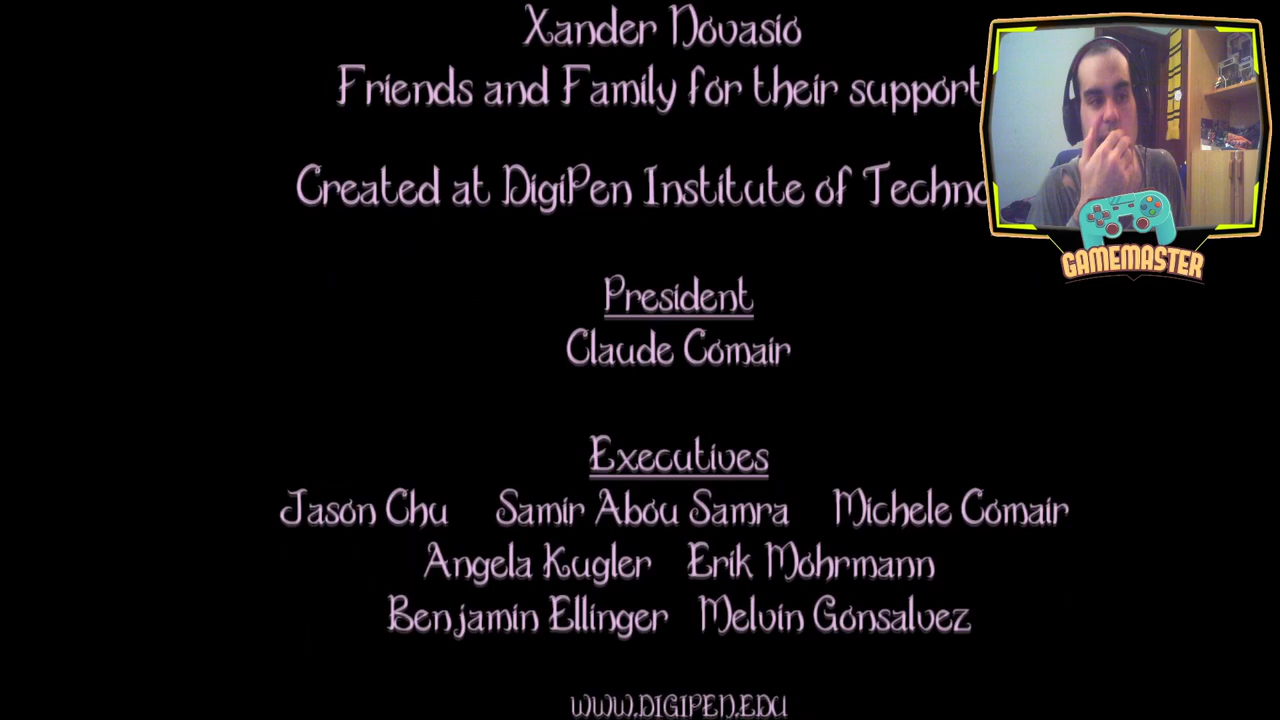 Xander Novasio
Friends and Family for their support
Created at DigiPen Institute of
President
Claude Comair
Executives
Jason Chu Samir Abou Samra Michele Comair
Angela Kugler Erik Mohrmann
Benjamin Ellinger Melvin Gonsalvez
WWW.DIGIPEN.EDU
GAMEMASTER